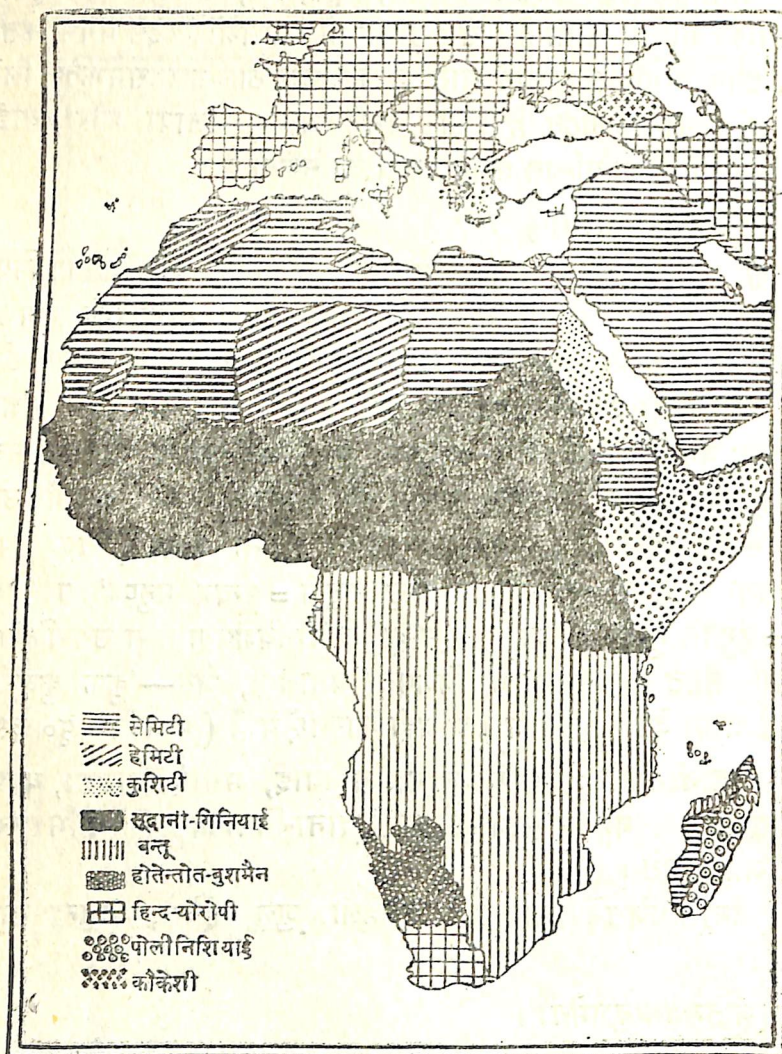 सेमिटी
हेमिटी
कुशिटी
सूदानी-गिनियाई
बन्तू
होतेन्तोत-बुशमैन
हिन्द-योरोपी
पोलीनिशियाई
कौकेशी